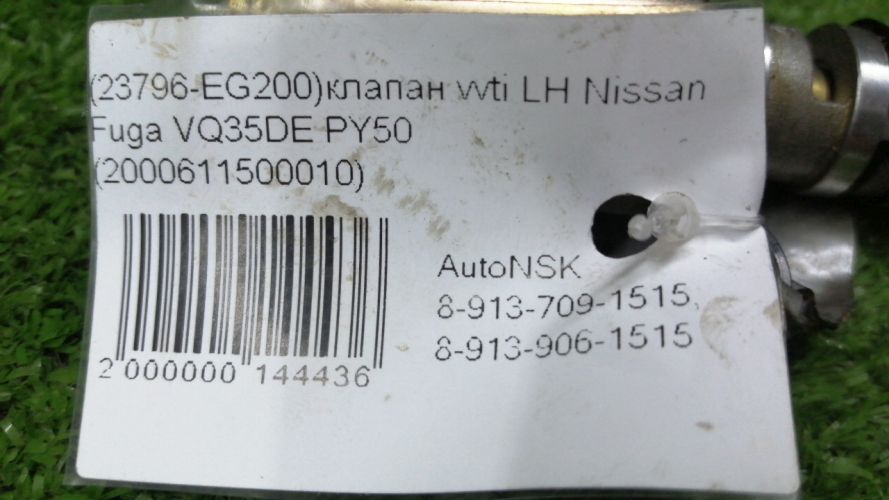 (23796-EG200)клапан vvti LH Nissan
Fuga VQ35DE PY50
(2000611500010)
AutoNSK
8-913-709-1515,
8-913-906-1515
2 000000 144436